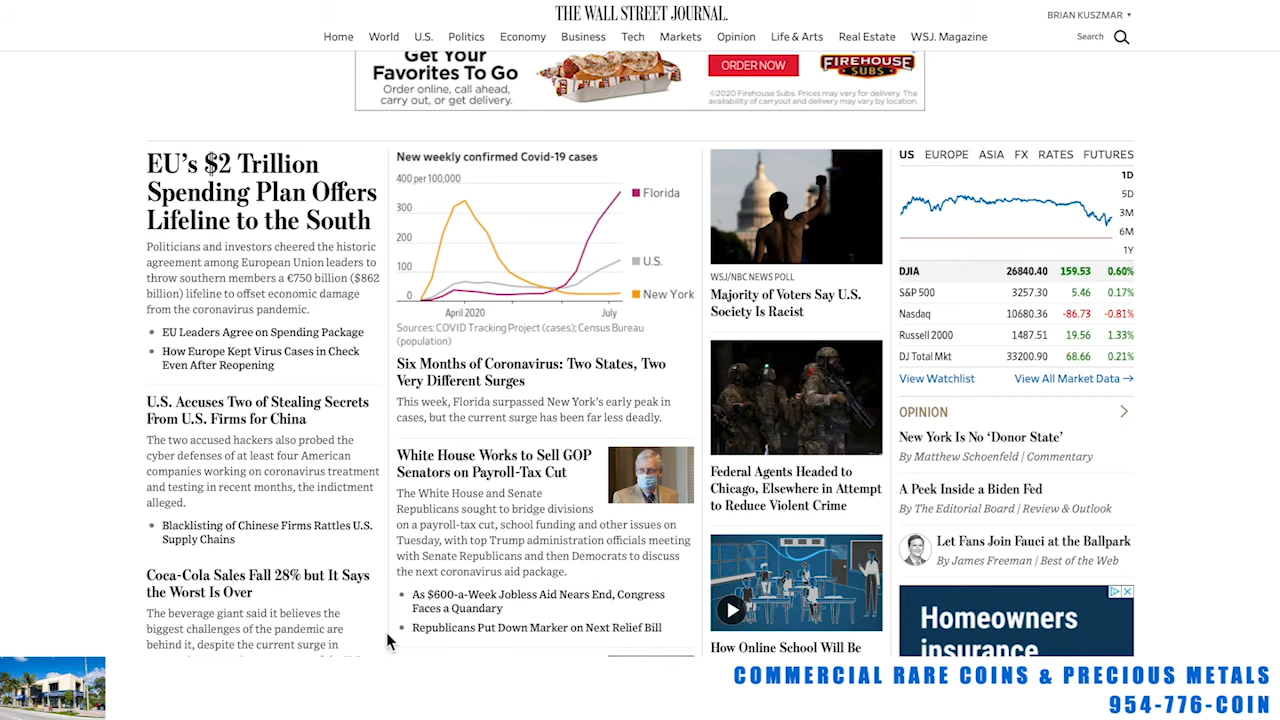 THE WALL STREET JOURNAL.
BRIAN KUSZMAR
Home World U.S. Politics Economy Business Tech Markets Opinion Life & Arts Real Estate WSJ. Magazine
Search
Get Your
Favorites To Go
Order online, call ahead,
carry out, or get delivery.
ORDER NOW
FIREHOUSE
SUBS
©2020 Firehouse Subs. Prices may vary for delivery. The
availability of carryout and delivery may vary by location.
EU's $2 Trillion
Spending Plan Offers
Lifeline to the South
Politicians and investors cheered the historic
agreement among European Union leaders to
throw southern members a €750 billion ($862
billion) lifeline to offset economic damage
from the coronavirus pandemic.
EU Leaders Agree on Spending Package
How Europe Kept Virus Cases in Check
Even After Reopening
U.S. Accuses Two of Stealing Secrets
From U.S. Firms for China
The two accused hackers also probed the
cyber defenses of at least four American
companies working on coronavirus treatment
and testing in recent months, the indictment
alleged.
Blacklisting of Chinese Firms Rattles U.S.
Supply Chains
Coca-Cola Sales Fall 28% but It Says
the Worst Is Over
The beverage giant said it believes the
biggest challenges of the pandemic are
behind it, despite the current surge in
New weekly confirmed Covid-19 cases
400 per 100,000
300
200
100
0
Florida
U.S.
New York
April 2020
July
Sources: COVID Tracking Project (cases); Census Bureau
(population)
Six Months of Coronavirus: Two States, Two
Very Different Surges
This week, Florida surpassed New York's early peak in
cases, but the current surge has been far less deadly.
White House Works to Sell GOP
Senators on Payroll-Tax Cut
The White House and Senate
Republicans sought to bridge divisions
on a payroll-tax cut, school funding and other issues on
Tuesday, with top Trump administration officials meeting
with Senate Republicans and then Democrats to discuss
the next coronavirus aid package.
As $600-a-Week Jobless Aid Nears End, Congress
Faces a Quandary
Republicans Put Down Marker on Next Relief Bill
WSJ/NBC NEWS POLL
Majority of Voters Say U.S.
Society Is Racist
Federal Agents Headed to
Chicago, Elsewhere in Attempt
to Reduce Violent Crime
How Online School Will Be
US EUROPE ASIA FX RATES FUTURES
1D
5D
3M
6M
1Y
DJIA 26840.40 159.53 0.60%
S&P 500 3257.30 5.46 0.17%
Nasdaq 10680.36 -86.73 -0.81%
Russell 2000 1487.51 19.56 1.33%
DJ Total Mkt 33200.90 68.66 0.21%
View Watchlist View All Market Data →
OPINION
New York Is No 'Donor State'
By Matthew Schoenfeld | Commentary
A Peek Inside a Biden Fed
By The Editorial Board | Review & Outlook
Let Fans Join Fauci at the Ballpark
By James Freeman | Best of the Web
Homeowners
insurance
COMMERCIAL RARE COINS & PRECIOUS METALS
954-776-COIN